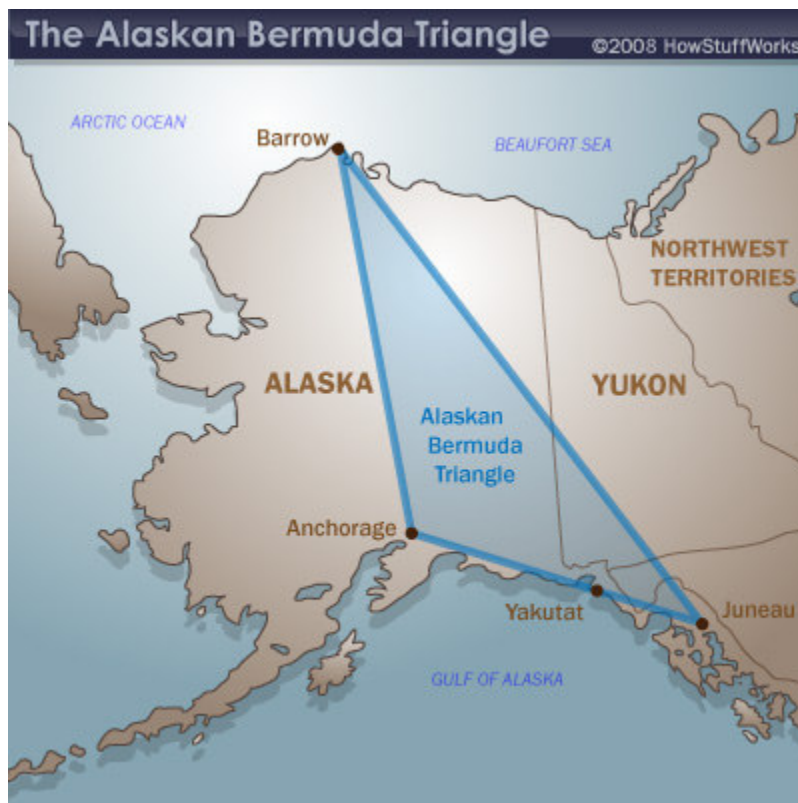 The Alaskan Bermuda Triangle
©2008 HowStuffWorks
ARCTIC OCEAN
Barrow
BEAUFORT SEA
NORTHWEST
TERRITORIES
ALASKA
YUKON
Alaskan
Bermuda
Triangle
Anchorage
Yakutat
Juneau
GULF OF ALASKA